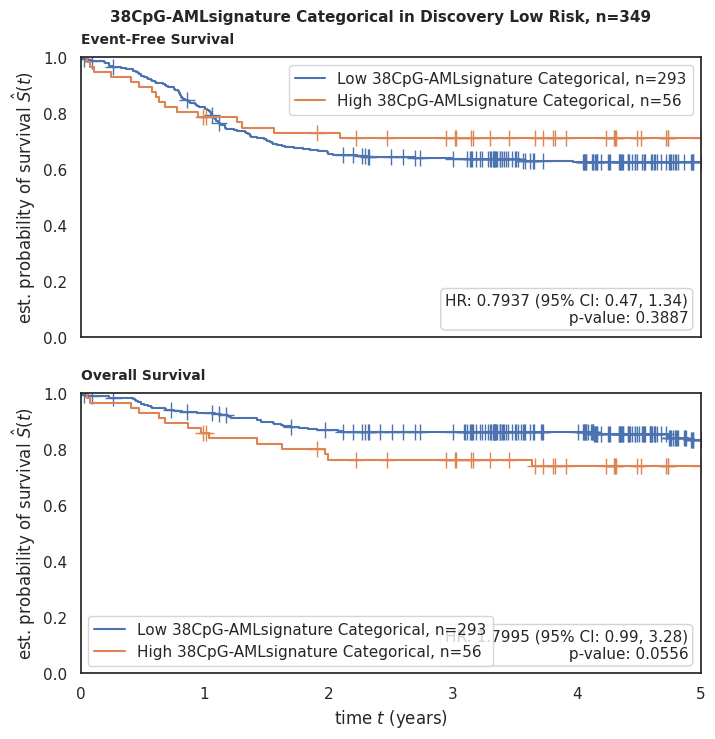 38CpG-AMLsignature Categorical in Discovery Low Risk, n=349
Event-Free Survival
est. probability of survival Ŝ(t)
1.0
0.8
0.6
0.4
0.2
0.0
Low 38CpG-AMLsignature Categorical, n=293
High 38CpG-AMLsignature Categorical, n=56
HR: 0.7937 (95% CI: 0.47, 1.34)
p-value: 0.3887
Overall Survival
est. probability of survival Ŝ(t)
1.0
0.8
0.6
0.4
0.2
0.0
Low 38CpG-AMLsignature Categorical, n=293
High 38CpG-AMLsignature Categorical, n=56
HR: 1.7995 (95% CI: 0.99, 3.28)
p-value: 0.0556
0 1 2 3 4 5
time t (years)